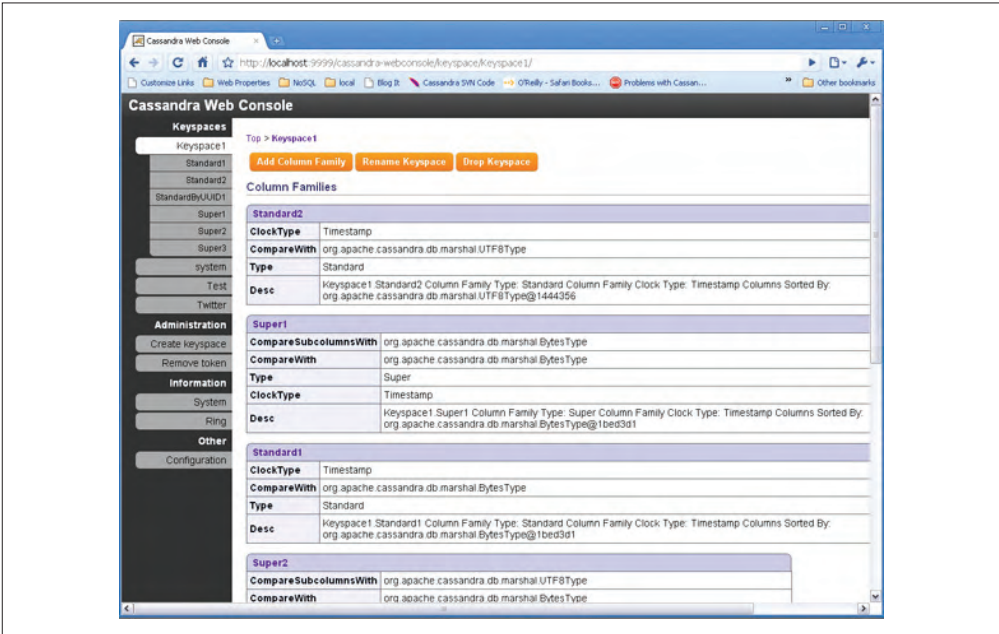 Cassandra Web Console
http://localhost:9999/cassandra-webconsole/keyspace/Keyspace1/
Customize Links Web Properties NoSQL local Blog It Cassandra SVN Code O'Reilly - Safari Books... Problems with Cassan... » Other bookmarks
Cassandra Web Console
Keyspaces
Keyspace1
Standard1
Standard2
StandardByUUID1
Super1
Super2
Super3
system
Test
Twitter
Administration
Create keyspace
Remove token
Information
System
Ring
Other
Configuration
Top > Keyspace1
Add Column Family Rename Keyspace Drop Keyspace
Column Families
Standard2
ClockType Timestamp
CompareWith org.apache.cassandra.db.marshal.UTF8Type
Type Standard
Desc Keyspace1.Standard2 Column Family Type: Standard Column Family Clock Type: Timestamp Columns Sorted By:
org.apache.cassandra.db.marshal.UTF8Type@1444356
Super1
CompareSubcolumnsWith org.apache.cassandra.db.marshal.BytesType
CompareWith org.apache.cassandra.db.marshal.BytesType
Type Super
ClockType Timestamp
Desc Keyspace1.Super1 Column Family Type: Super Column Family Clock Type: Timestamp Columns Sorted By:
org.apache.cassandra.db.marshal.BytesType@1bed3d1
Standard1
ClockType Timestamp
CompareWith org.apache.cassandra.db.marshal.BytesType
Type Standard
Desc Keyspace1.Standard1 Column Family Type: Standard Column Family Clock Type: Timestamp Columns Sorted By:
org.apache.cassandra.db.marshal.BytesType@1bed3d1
Super2
CompareSubcolumnsWith org.apache.cassandra.db.marshal.UTF8Type
CompareWith org.apache.cassandra.db.marshal.BytesType